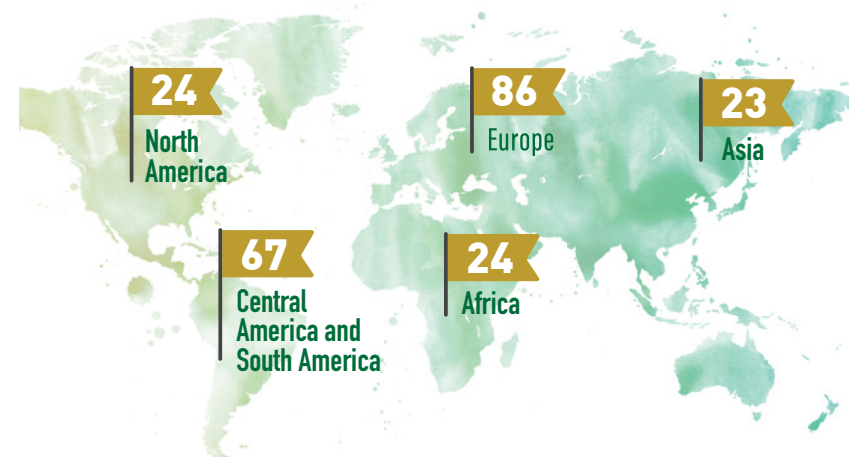 24
North
America
86
Europe
23
Asia
67
Central
America and
South America
24
Africa